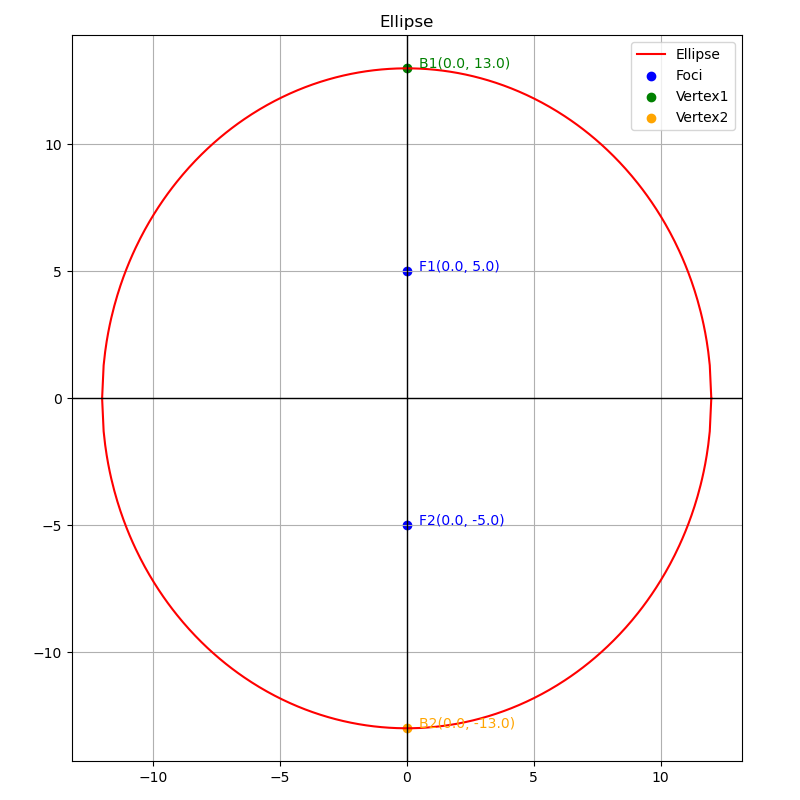 Ellipse
B1(0.0, 13.0)
Ellipse
Foci
Vertex1
Vertex2
10
F1(0.0, 5.0)
5
0
F2(0.0, -5.0)
−5
−10
B2(0.0, -13.0)
−10
−5
0
5
10